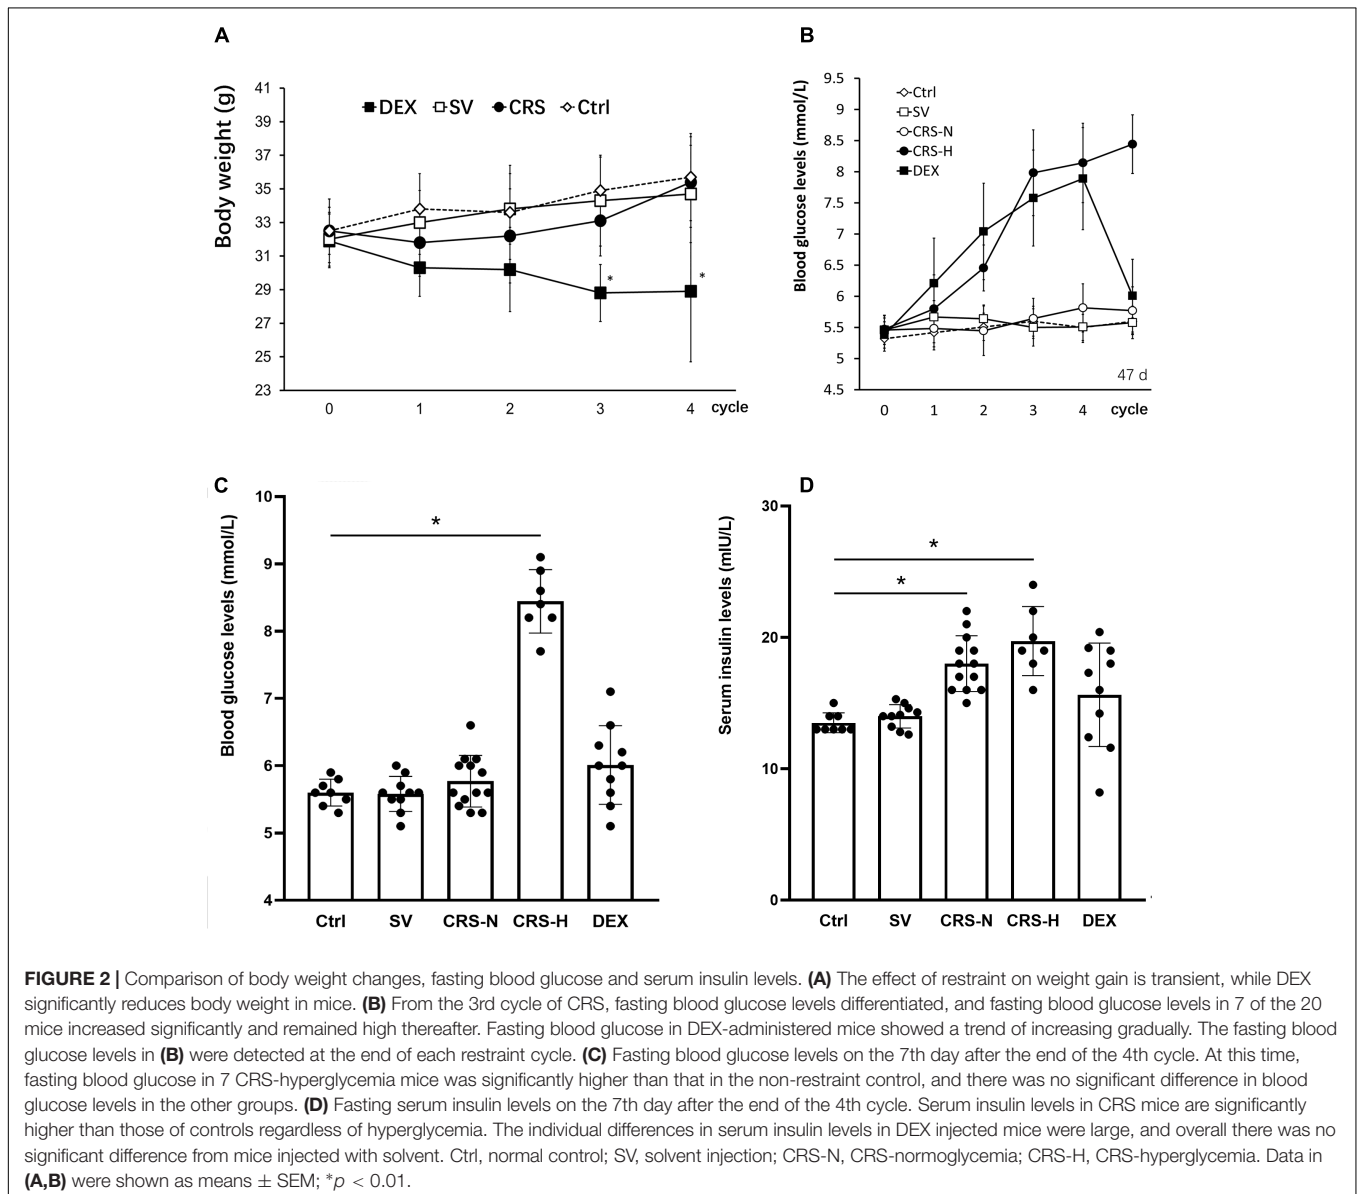 A
Body weight (g)
41
39
37
35
33
31
29
27
25
23
DEX SV CRS Ctrl
*
*
0 1 2 3 4 cycle
B
Blood glucose levels (mmol/L)
9.5
9
8.5
8
7.5
7
6.5
6
5.5
5
4.5
Ctrl
SV
CRS-N
CRS-H
DEX
47 d
0 1 2 3 4 cycle
C
Blood glucose levels (mmol/L)
10
9
8
7
6
5
4
*
Ctrl SV CRS-N CRS-H DEX
D
Serum insulin levels (mIU/L)
30
20
10
0
*
*
Ctrl SV CRS-N CRS-H DEX
FIGURE 2 | Comparison of body weight changes, fasting blood glucose and serum insulin levels. (A) The effect of restraint on weight gain is transient, while DEX
significantly reduces body weight in mice. (B) From the 3rd cycle of CRS, fasting blood glucose levels differentiated, and fasting blood glucose levels in 7 of the 20
mice increased significantly and remained high thereafter. Fasting blood glucose in DEX-administered mice showed a trend of increasing gradually. The fasting blood
glucose levels in (B) were detected at the end of each restraint cycle. (C) Fasting blood glucose levels on the 7th day after the end of the 4th cycle. At this time,
fasting blood glucose in 7 CRS-hyperglycemia mice was significantly higher than that in the non-restraint control, and there was no significant difference in blood
glucose levels in the other groups. (D) Fasting serum insulin levels on the 7th day after the end of the 4th cycle. Serum insulin levels in CRS mice are significantly
higher than those of controls regardless of hyperglycemia. The individual differences in serum insulin levels in DEX injected mice were large, and overall there was no
significant difference from mice injected with solvent. Ctrl, normal control; SV, solvent injection; CRS-N, CRS-normoglycemia; CRS-H, CRS-hyperglycemia. Data in
(A,B) were shown as means ± SEM; *p < 0.01.